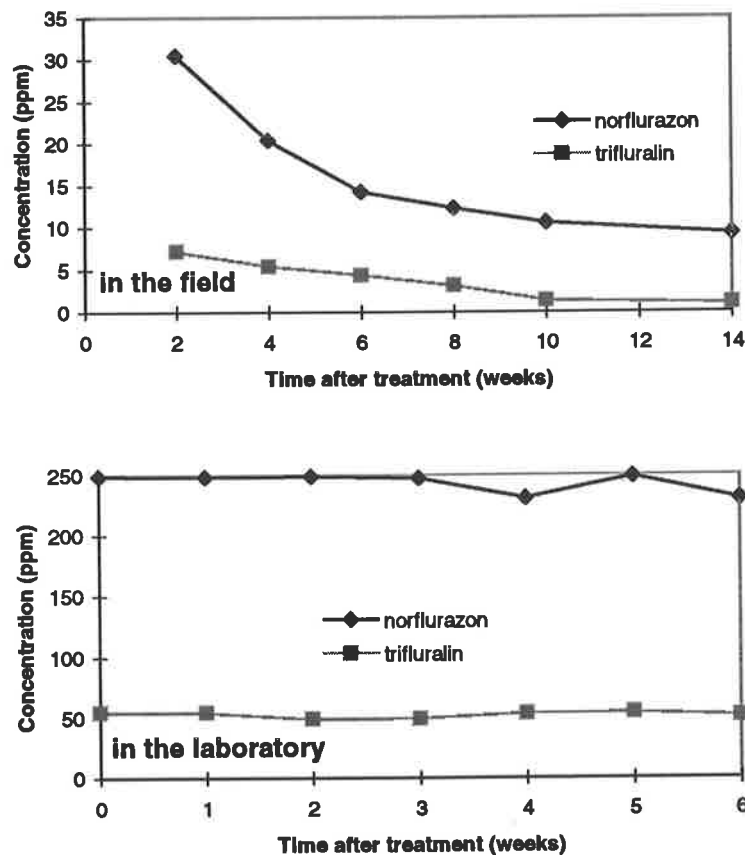 35
30
25
20
15
10
5
0
Concentration (ppm)
norflurazon
trifluralin
in the field
0 2 4 6 8 10 12 14
Time after treatment (weeks)
250
200
150
100
50
0
Concentration (ppm)
norflurazon
trifluralin
in the laboratory
0 1 2 3 4 5 6
Time after treatment (weeks)